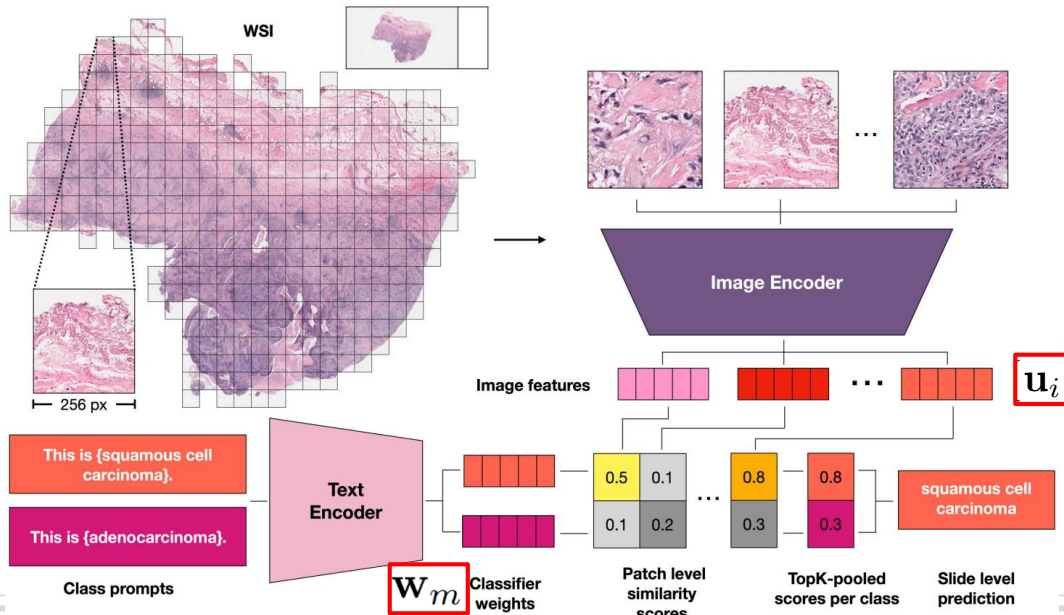 WSI
256 px
Image Encoder
Image features
u_i
This is {squamous cell
carcinoma}.
This is {adenocarcinoma}.
Class prompts
Text
Encoder
w_m
Classifier
weights
0.5
0.1
0.1
0.2
...
0.8
0.3
0.8
0.3
Patch level
similarity
scores
TopK-pooled
scores per class
squamous cell
carcinoma
Slide level
prediction